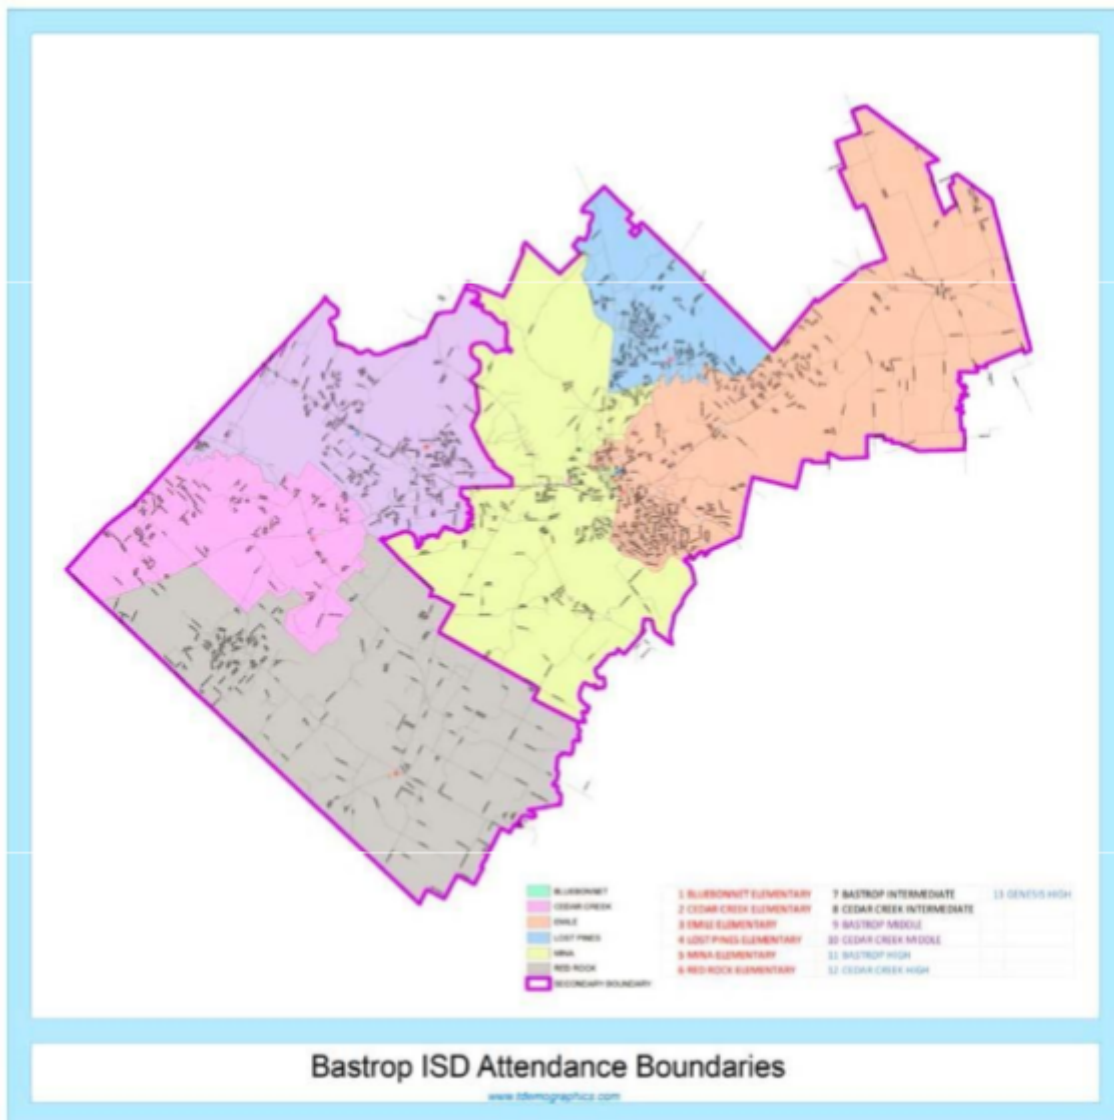 BLUEBONNET
CEDAR CREEK
EMILE
LOST PINES
MINA
RED ROCK
SECONDARY BOUNDARY
1 BLUEBONNET ELEMENTARY
2 CEDAR CREEK ELEMENTARY
3 EMILE ELEMENTARY
4 LOST PINES ELEMENTARY
5 MINA ELEMENTARY
6 RED ROCK ELEMENTARY
7 BASTROP INTERMEDIATE
8 CEDAR CREEK INTERMEDIATE
9 BASTROP MIDDLE
10 CEDAR CREEK MIDDLE
11 BASTROP HIGH
12 CEDAR CREEK HIGH
13 GENESIS HIGH
Bastrop ISD Attendance Boundaries
www.tdemographics.com